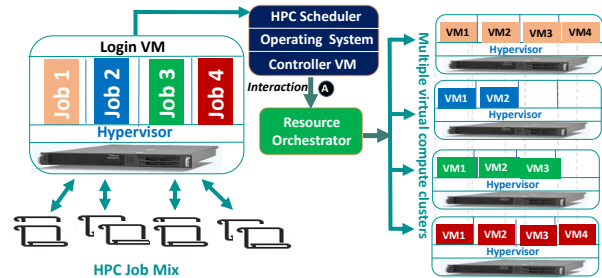 Login VM
Job 1
Job 2
Job 3
Job 4
Hypervisor
HPC Job Mix
HPC Scheduler
Operating System
Controller VM
Interaction A
Resource
Orchestrator
Multiple virtual compute clusters
VM1 VM2 VM3 VM4
Hypervisor
VM1 VM2
Hypervisor
VM1 VM2 VM3
Hypervisor
VM1 VM2 VM3 VM4
Hypervisor